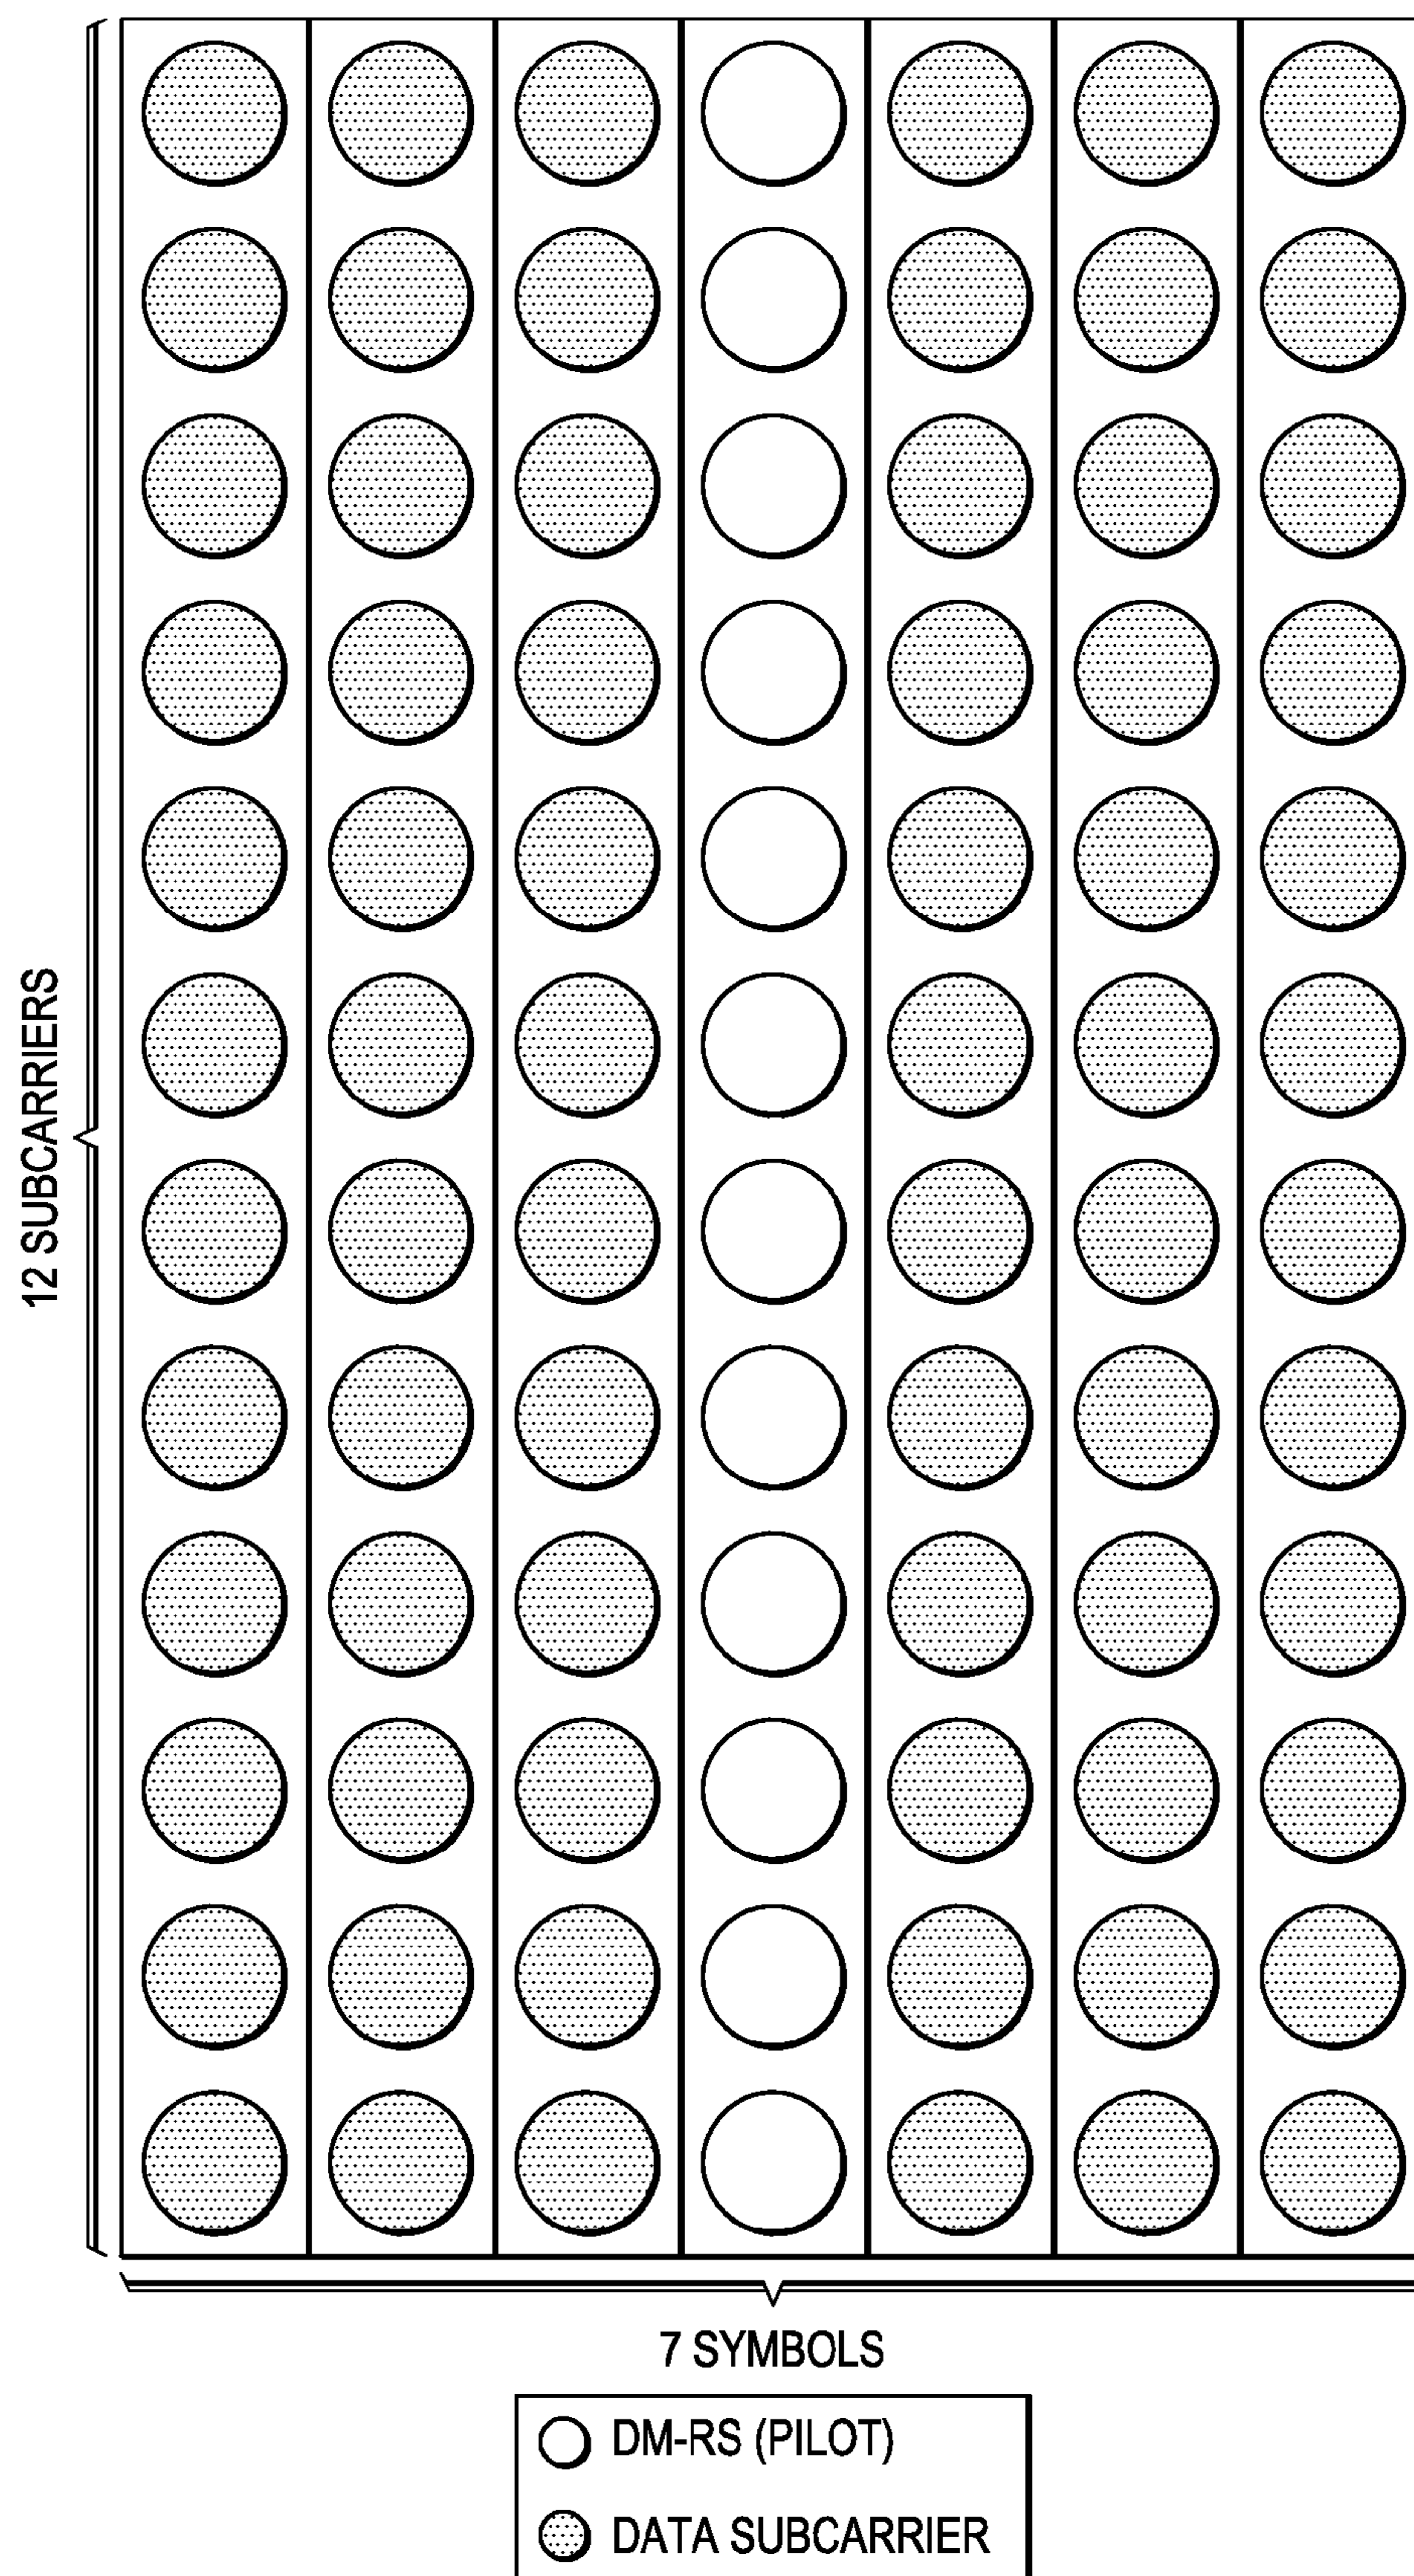 12 SUBCARRIERS
7 SYMBOLS
DM-RS (PILOT)
DATA SUBCARRIER